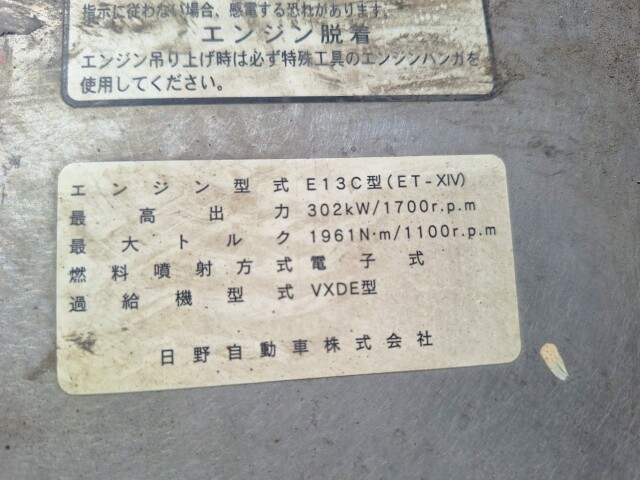 指示に従わない場合、感電する恐れがあります。
エンジン脱着
エンジン吊り上げ時は必ず特殊工具のエンジンハンガを
使用してください。
エンジン型式 E13C型(ET-XIV)
最高出力 302kW/1700r.p.m
最大トルク 1961N·m/1100r.p.m
燃料噴射方式 電子式
過給機型式 VXDE型
日野自動車株式会社